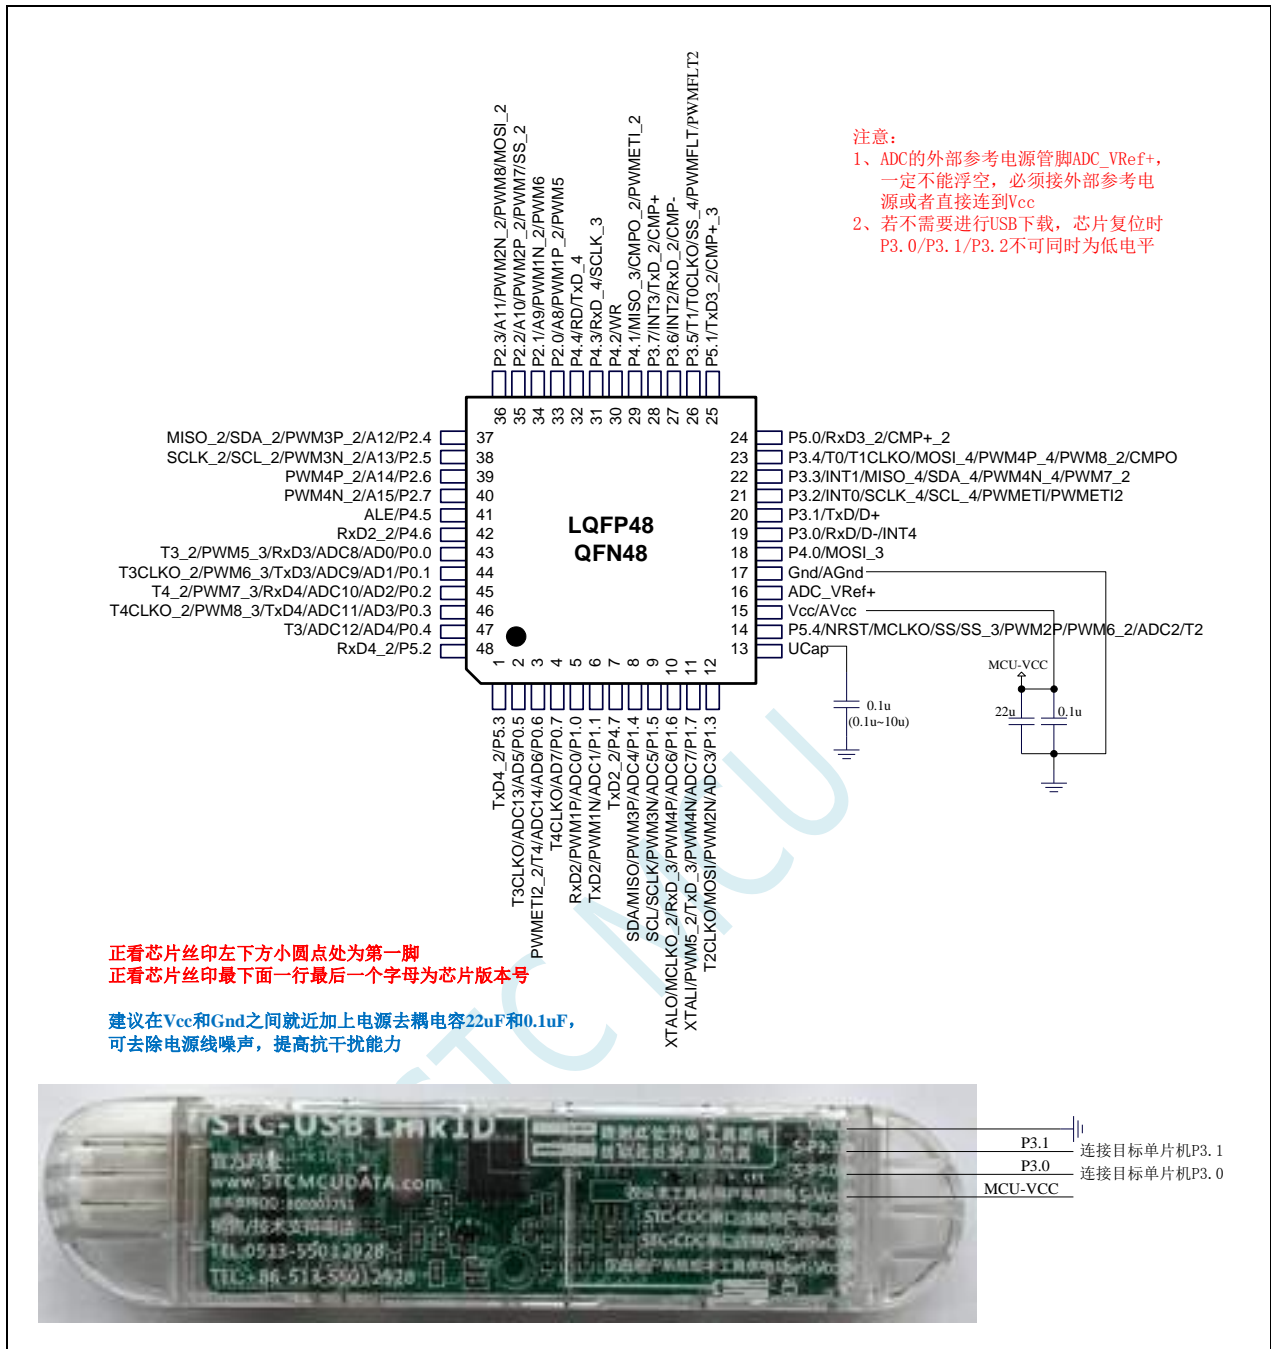 P2.3/A11/PWM2N_2/PWM8/MOSI_2
P2.2/A10/PWM2P_2/PWM7/SS_2
P2.1/A9/PWM1N_2/PWM6
P2.0/A8/PWM1P_2/PWM5
P4.4/RD/TxD_4
P4.3/RxD_4/SCLK_3
P4.2/WR
P4.1/MISO_3/CMPO_2/PWMETI_2
P3.7/INT3/TxD_2/CMP+
P3.6/INT2/RxD_2/CMP-
P3.5/T1/T0CLKO/SS_4/PWMFLT/PWMFLT2
P5.1/TxD3_2/CMP+_3
注意:
1、ADC的外部参考电源管脚ADC_VRef+,
一定不能浮空, 必须接外部参考电
源或者直接连到Vcc
2、若不需要进行USB下载, 芯片复位时
P3.0/P3.1/P3.2不可同时为低电平
36 35 34 33 32 31 30 29 28 27 26 25
MISO_2/SDA_2/PWM3P_2/A12/P2.4 37
SCLK_2/SCL_2/PWM3N_2/A13/P2.5 38
PWM4P_2/A14/P2.6 39
PWM4N_2/A15/P2.7 40
ALE/P4.5 41
RxD2_2/P4.6 42
T3_2/PWM5_3/RxD3/ADC8/AD0/P0.0 43
T3CLKO_2/PWM6_3/TxD3/ADC9/AD1/P0.1 44
T4_2/PWM7_3/RxD4/ADC10/AD2/P0.2 45
T4CLKO_2/PWM8_3/TxD4/ADC11/AD3/P0.3 46
T3/ADC12/AD4/P0.4 47
RxD4_2/P5.2 48
LQFP48
QFN48
24 P5.0/RxD3_2/CMP+_2
23 P3.4/T0/T1CLKO/MOSI_4/PWM4P_4/PWM8_2/CMPO
22 P3.3/INT1/MISO_4/SDA_4/PWM4N_4/PWM7_2
21 P3.2/INT0/SCLK_4/SCL_4/PWMETI/PWMETI2
20 P3.1/TxD/D+
19 P3.0/RxD/D-/INT4
18 P4.0/MOSI_3
17 Gnd/AGnd
16 ADC_VRef+
15 Vcc/AVcc
14 P5.4/NRST/MCLKO/SS/SS_3/PWM2P/PWM6_2/ADC2/T2
13 UCap
1 2 3 4 5 6 7 8 9 10 11 12
MCU-VCC
22u 0.1u
0.1u
(0.1u~10u)
TxD4_2/P5.3
T3CLKO/ADC13/AD5/P0.5
PWMETI2_2/T4/ADC14/AD6/P0.6
T4CLKO/AD7/P0.7
RxD2/PWM1P/ADC0/P1.0
TxD2/PWM1N/ADC1/P1.1
TxD2_2/P4.7
SDA/MISO/PWM3P/ADC4/P1.4
SCL/SCLK/PWM3N/ADC5/P1.5
XTALO/MCLKO_2/RxD_3/PWM4P/ADC6/P1.6
XTALI/PWM5_2/TxD_3/PWM4N/ADC7/P1.7
T2CLKO/MOSI/PWM2N/ADC3/P1.3
STC MCU
正看芯片丝印左下方小圆点处为第一脚
正看芯片丝印最下面一行最后一个字母为芯片版本号
建议在Vcc和Gnd之间就近加上电源去耦电容22uF和0.1uF,
可去除电源线噪声, 提高抗干扰能力
STC-USB Link1D
www.STCMCUDATA.com
TEL:0513-55012928
TEL:+86-513-55012928
P3.1 连接目标单片机P3.1
P3.0 连接目标单片机P3.0
MCU-VCC